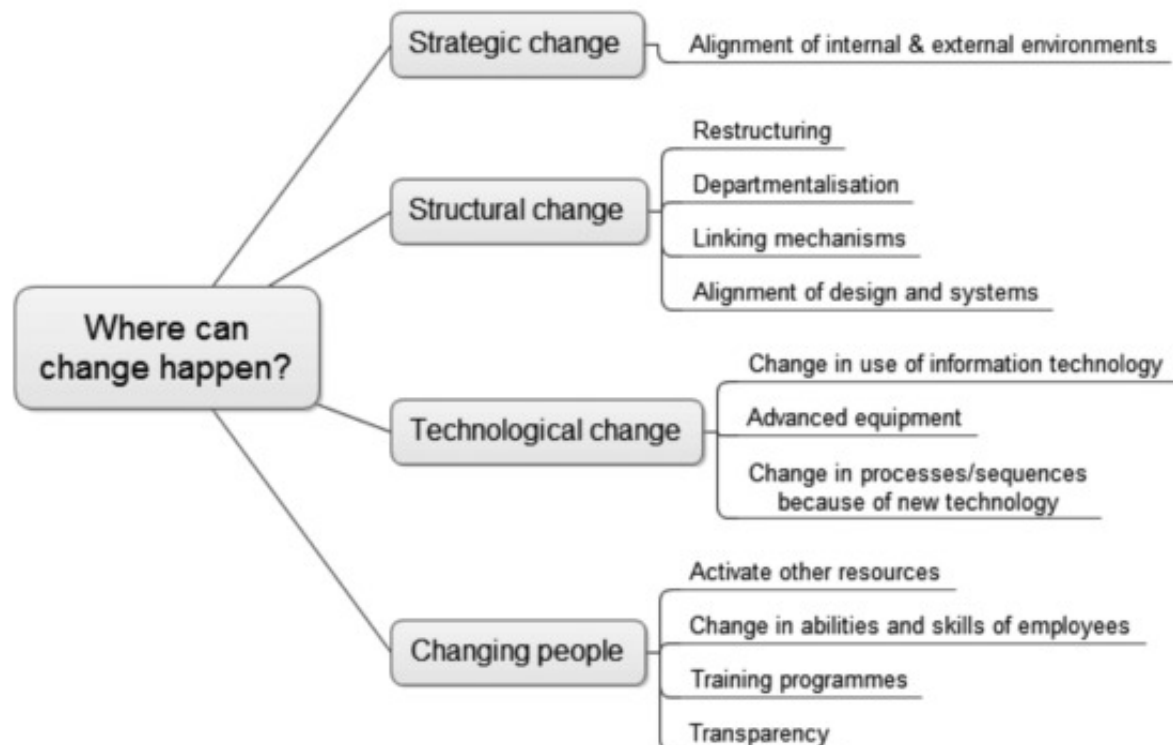 Strategic change
Alignment of internal & external environments
Structural change
Restructuring
Departmentalisation
Linking mechanisms
Alignment of design and systems
Where can
change happen?
Technological change
Change in use of information technology
Advanced equipment
Change in processes/sequences
because of new technology
Changing people
Activate other resources
Change in abilities and skills of employees
Training programmes
Transparency